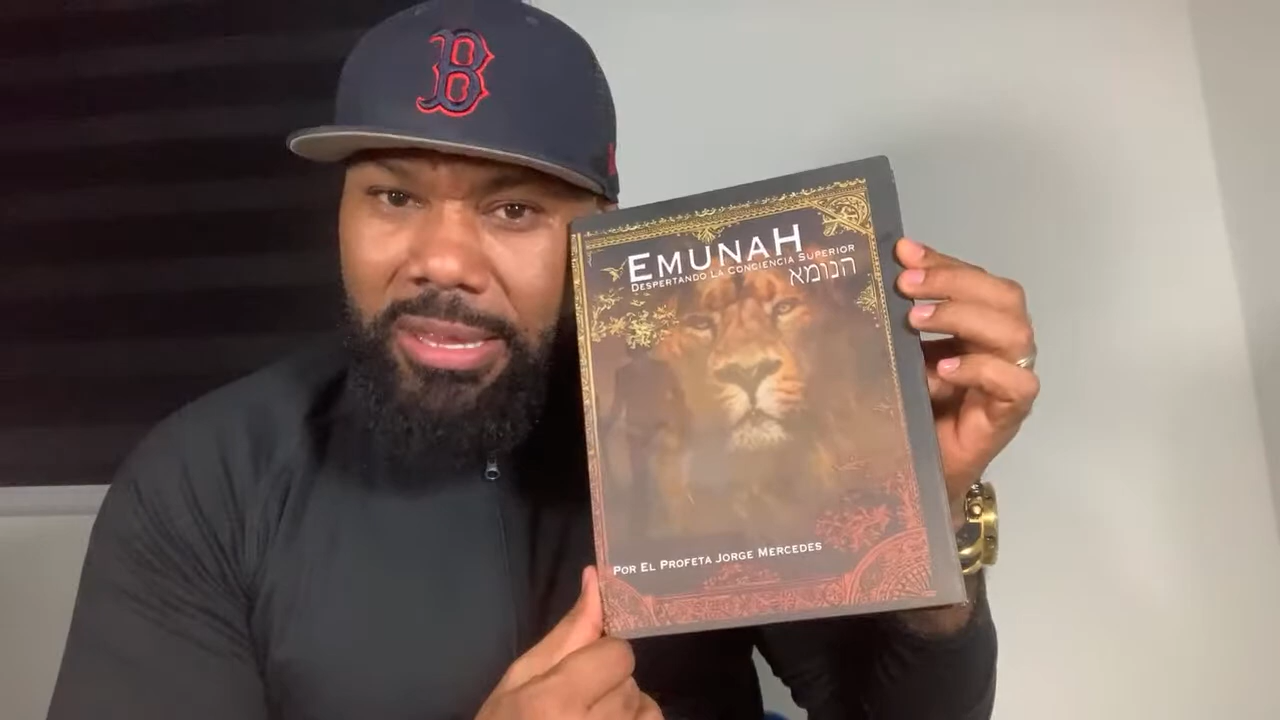 B
EMUNAH
DESPERTANDO LA CONCIENCIA SUPERIOR
הנומא
POR EL PROFETA JORGE MERCEDES